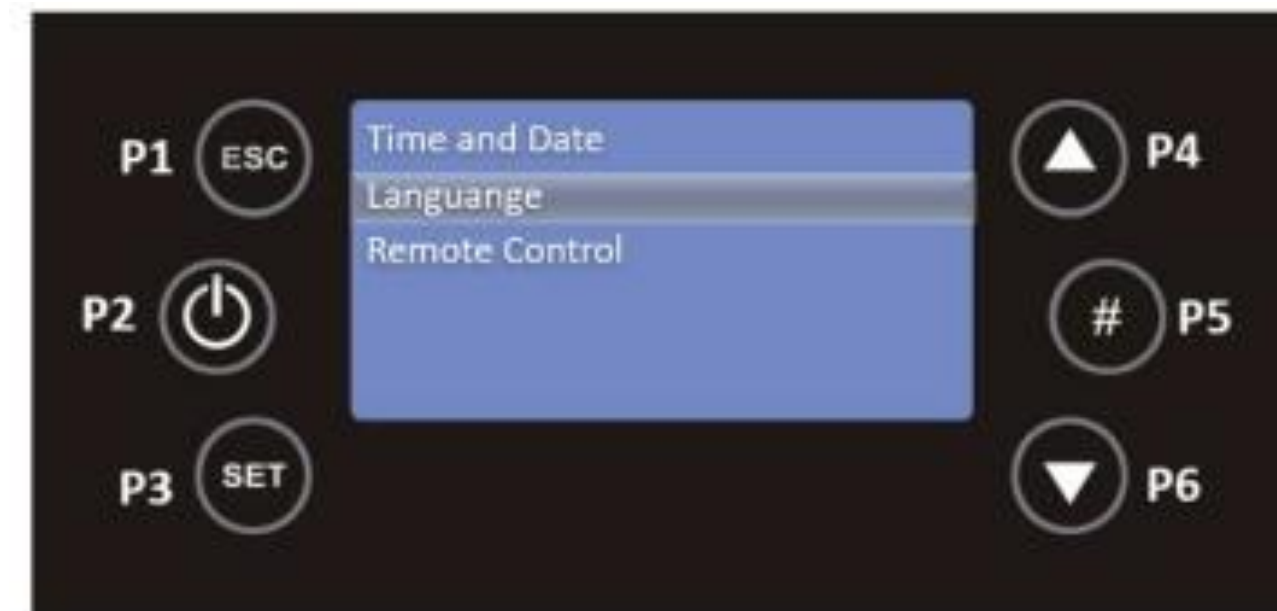 P1 ESC
Time and Date
P4
Languange
Remote Control
P2
# P5
P3 SET
P6